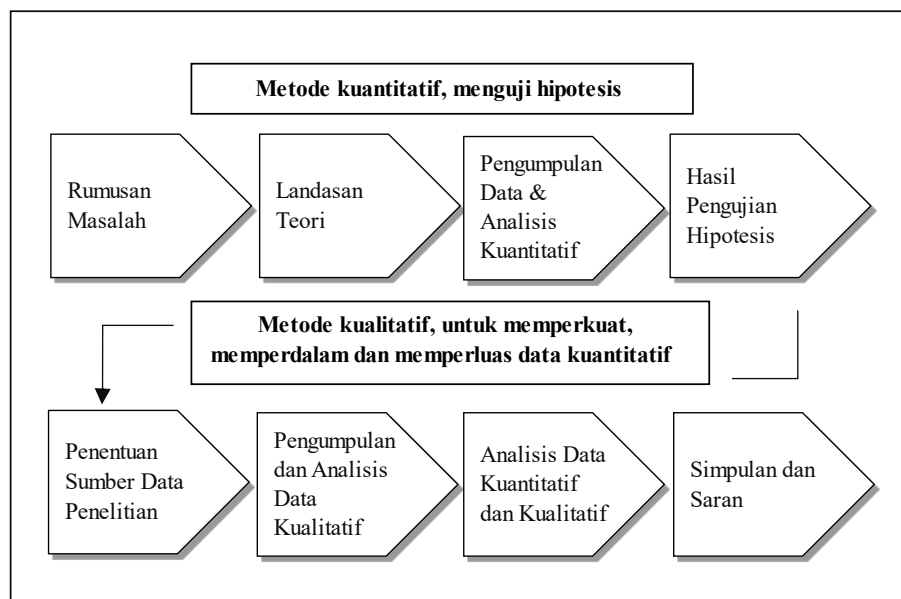 Metode kuantitatif, menguji hipotesis
Rumusan
Masalah
Landasan
Teori
Pengumpulan
Data &
Analisis
Kuantitatif
Hasil
Pengujian
Hipotesis
Metode kualitatif, untuk memperkuat,
memperdalam dan memperluas data kuantitatif
Penentuan
Sumber Data
Penelitian
Pengumpulan
dan Analisis
Data
Kualitatif
Analisis Data
Kuantitatif
dan Kualitatif
Simpulan dan
Saran